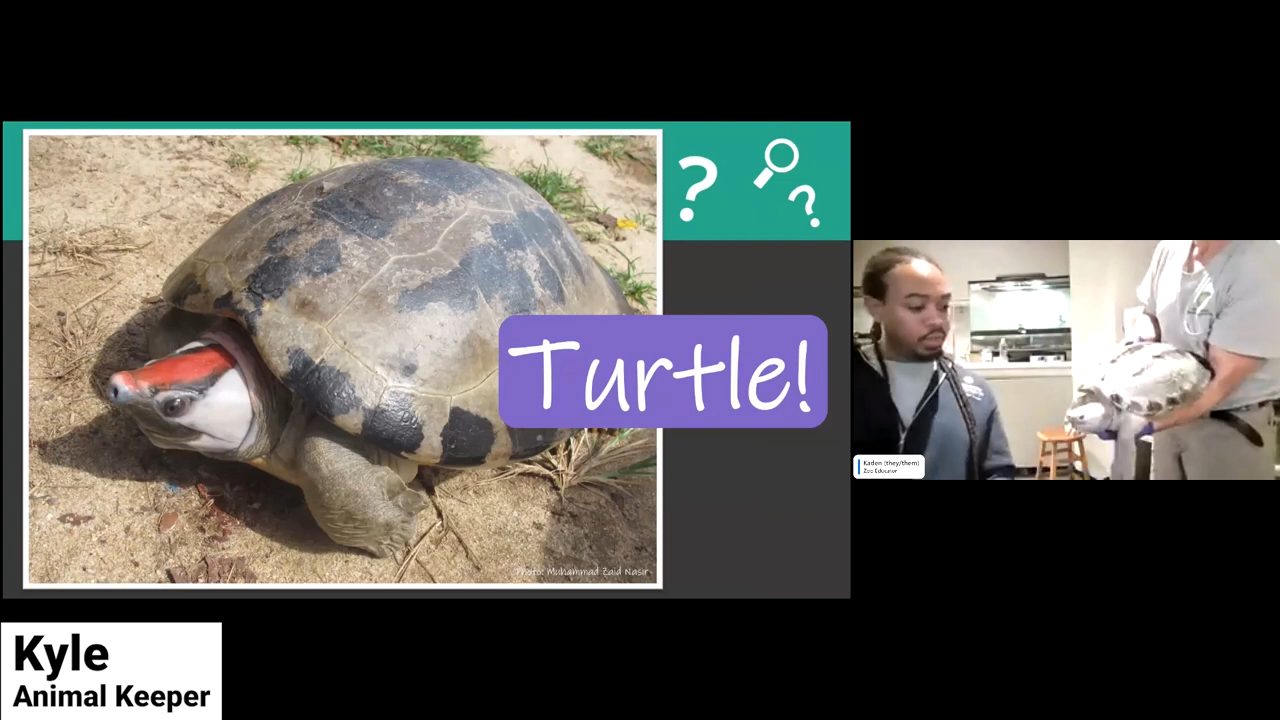 ? ?
Turtle!
Photo: Muhammad Zaid Nasir
Kaden (they/them)
Zoo Educator
Kyle
Animal Keeper